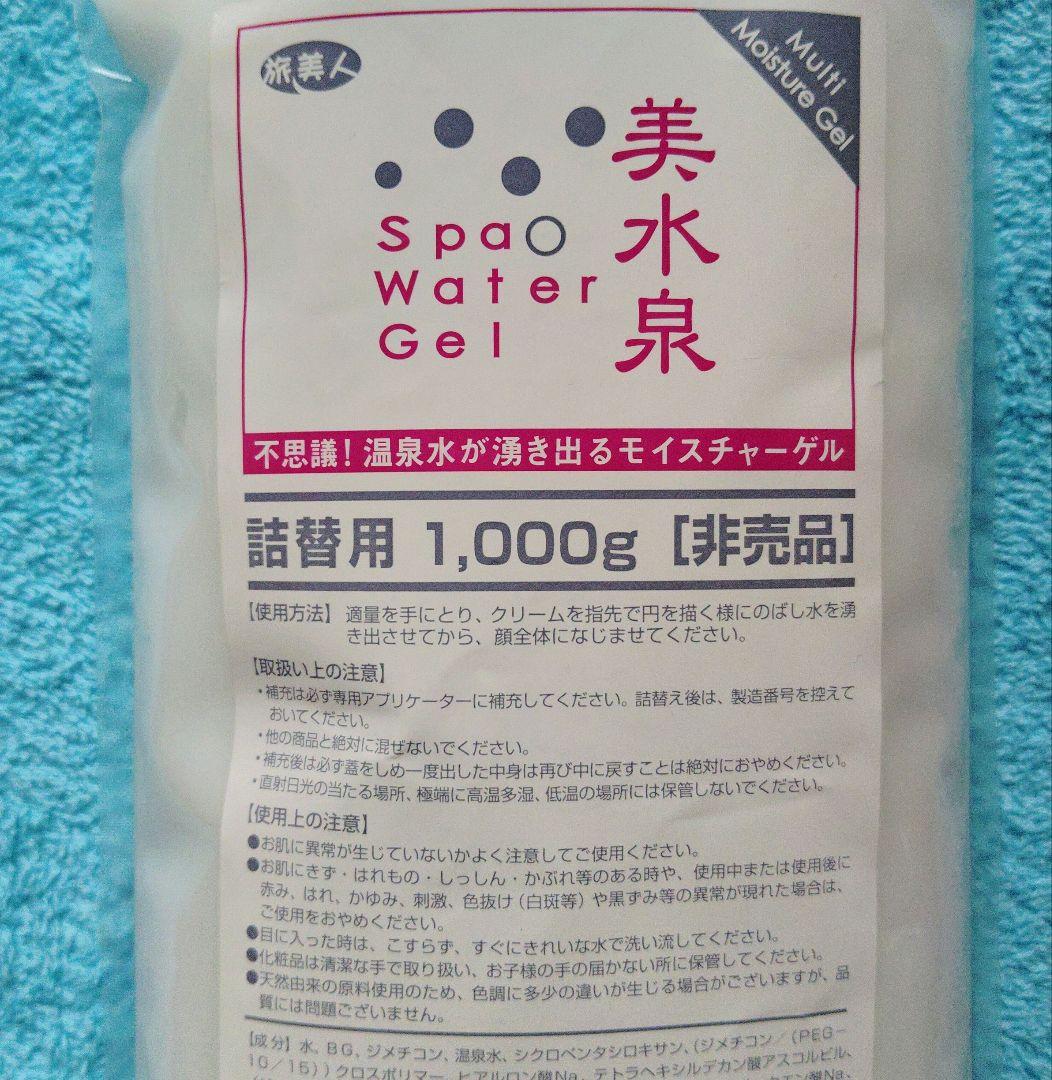 旅美人
Multi
Moisture Gel
美水泉
Spa
Water
Gel
不思議！温泉水が湧き出るモイスチャーゲル
詰替用 1,000g ［非売品］
【使用方法】 適量を手にとり、クリームを指先で円を描く様にのばし水を湧
き出させてから、顔全体になじませてください。
【取扱い上の注意】
・補充は必ず専用アプリケーターに補充してください。詰替え後は、製造番号を控えて
おいてください。
・他の商品と絶対に混ぜないでください。
・補充後は必ず蓋をしめ一度出した中身は再び中に戻すことは絶対におやめください。
・直射日光の当たる場所、極端に高温多湿、低温の場所には保管しないでください。
【使用上の注意】
●お肌に異常が生じていないかよく注意してご使用ください。
●お肌にきず・はれもの・しっしん・かぶれ等のある時や、使用中または使用後に
赤み、はれ、かゆみ、刺激、色抜け（白斑等）や黒ずみ等の異常が現れた場合は、
ご使用をおやめください。
●目に入った時は、こすらず、すぐにきれいな水で洗い流してください。
●化粧品は清潔な手で取り扱い、お子様の手の届かない所に保管してください。
●天然由来の原料使用のため、色調に多少の違いが生じる場合がございますが、品
質には問題ございません。
【成分】水、BG、ジメチコン、温泉水、シクロペンタシロキサン、（ジメチコン／（PEG-
10／15））クロスポリマー、ヒアルロン酸Na、テトラヘキシルデカン酸アスコルビル、
クエン酸Na、